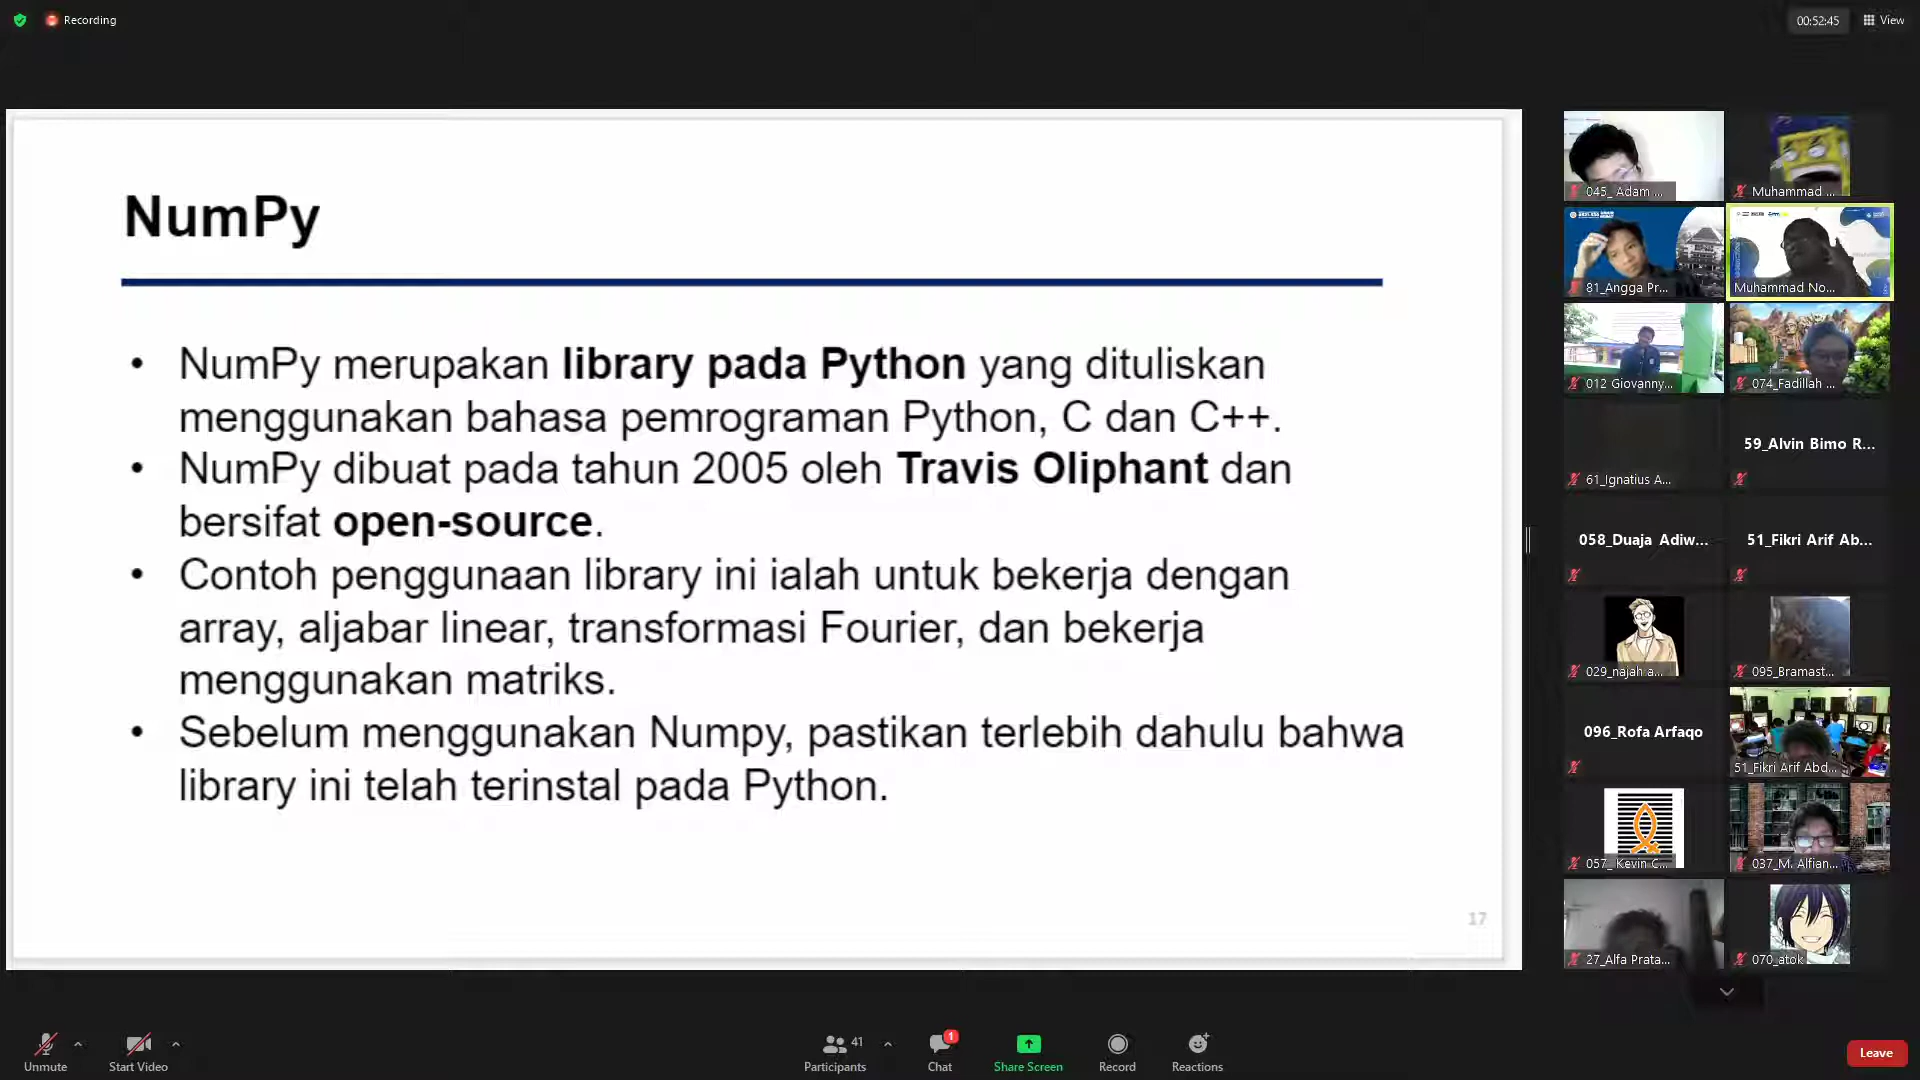 Recording
00:52:45
View
NumPy
• NumPy merupakan library pada Python yang dituliskan
menggunakan bahasa pemrograman Python, C dan C++.
• NumPy dibuat pada tahun 2005 oleh Travis Oliphant dan
bersifat open-source.
• Contoh penggunaan library ini ialah untuk bekerja dengan
array, aljabar linear, transformasi Fourier, dan bekerja
menggunakan matriks.
• Sebelum menggunakan Numpy, pastikan terlebih dahulu bahwa
library ini telah terinstal pada Python.
17
045_ Adam ...
Muhammad ...
81_Angga Pr...
Muhammad No...
012 Giovanny...
074_Fadillah ...
61_Ignatius A...
59_Alvin Bimo R...
058_Duaja Adiw...
51_Fikri Arif Ab...
029_najah a...
095_Bramast...
096_Rofa Arfaqo
51_Fikri Arif Abd...
057_ Kevin C...
037_M. Alfian...
27_Alfa Prata...
070_atok
Unmute
Start Video
41
Participants
1
Chat
Share Screen
Record
Reactions
Leave